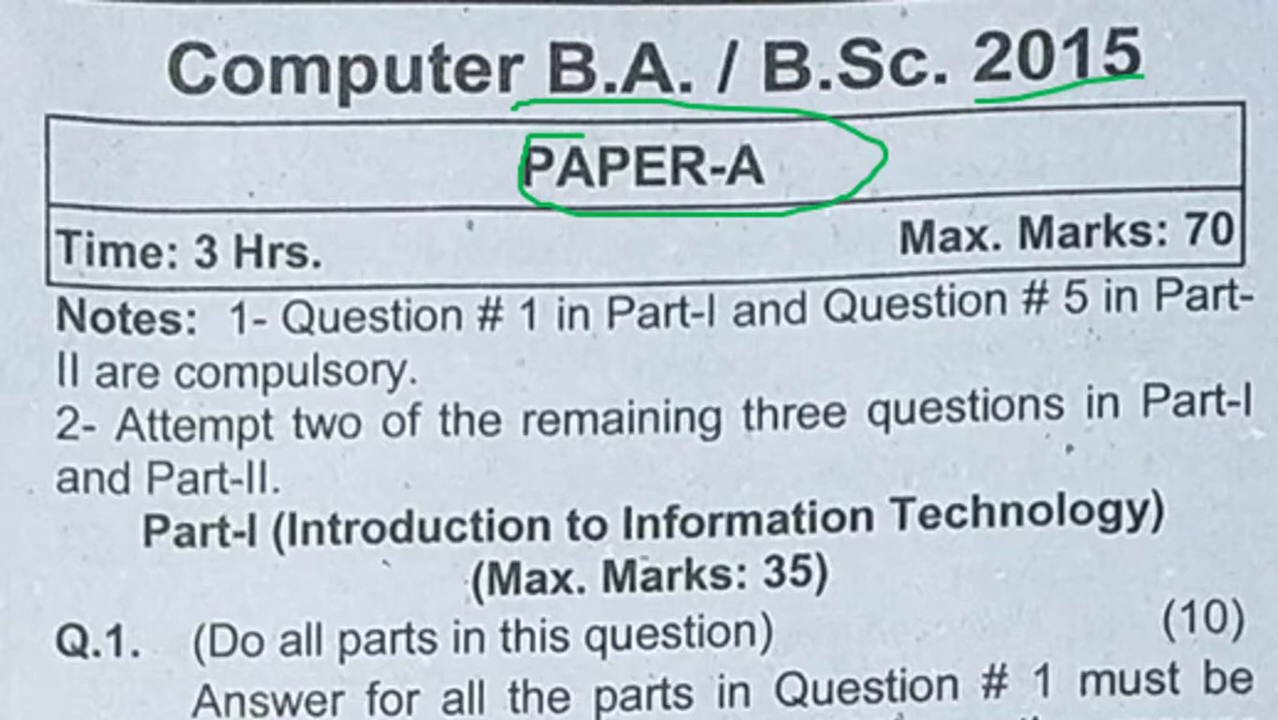 Computer B.A. / B.Sc. 2015
PAPER-A
Time: 3 Hrs. Max. Marks: 70
Notes: 1- Question # 1 in Part-I and Question # 5 in Part-
II are compulsory.
2- Attempt two of the remaining three questions in Part-I
and Part-II.
Part-I (Introduction to Information Technology)
(Max. Marks: 35)
Q.1. (Do all parts in this question) (10)
Answer for all the parts in Question # 1 must be